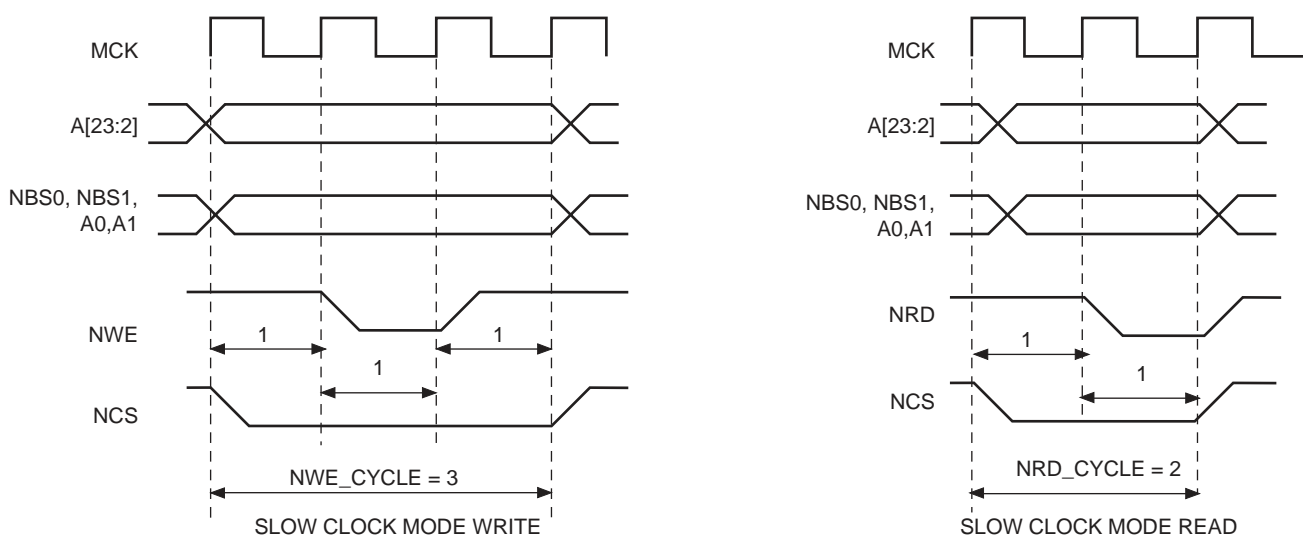 MCK
A[23:2]
NBS0, NBS1,
A0,A1
NWE
1
1
1
NCS
NWE_CYCLE = 3
SLOW CLOCK MODE WRITE
MCK
A[23:2]
NBS0, NBS1,
A0,A1
NRD
1
1
NCS
NRD_CYCLE = 2
SLOW CLOCK MODE READ